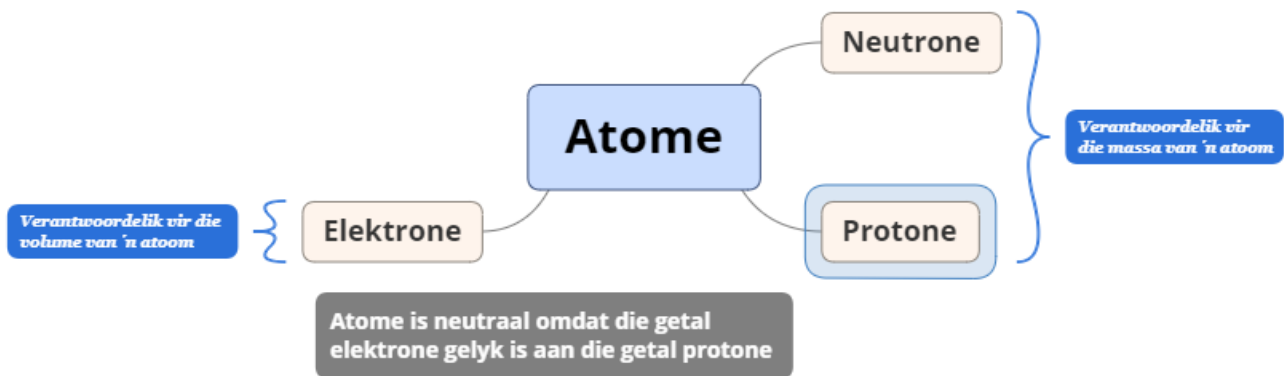 Neutrone
Atome
Verantwoordelik vir
die massa van ´n atoom
Verantwoordelik vir die
volume van ´n atoom
Elektrone
Protone
Atome is neutraal omdat die getal
elektrone gelyk is aan die getal protone